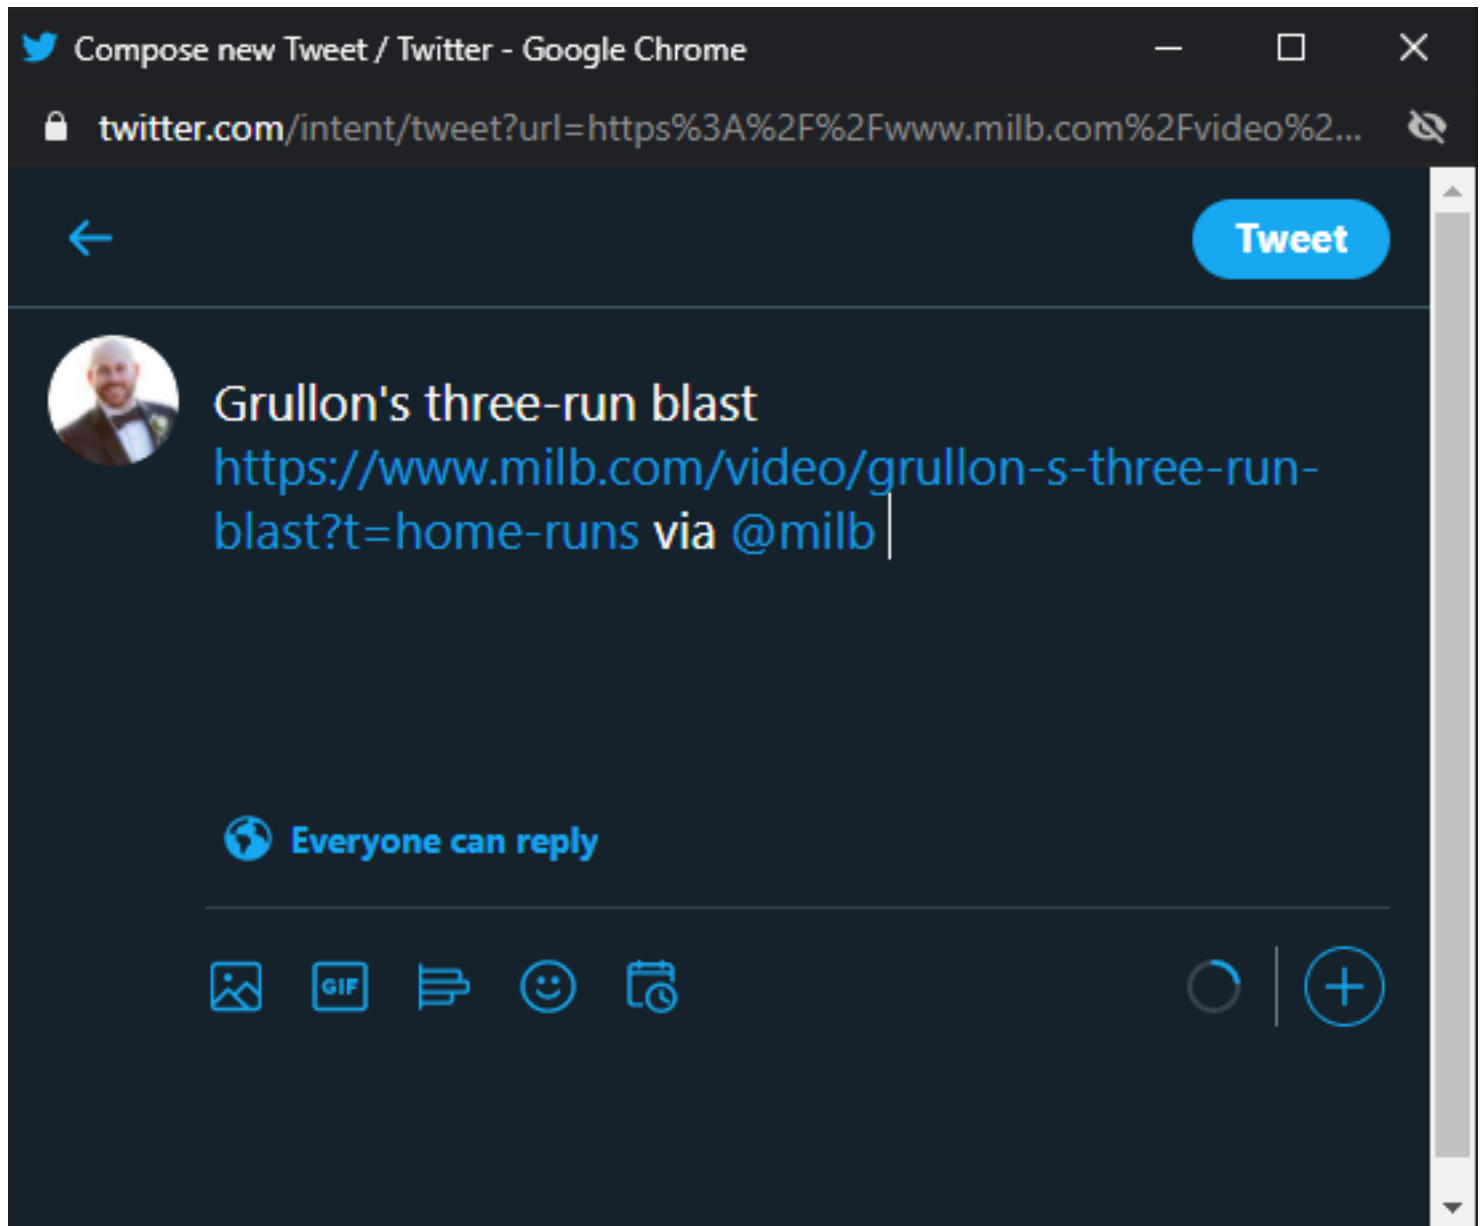 Compose new Tweet / Twitter - Google Chrome
twitter.com/intent/tweet?url=https%3A%2F%2Fwww.milb.com%2Fvideo%2...
Tweet
Grullon's three-run blast
https://www.milb.com/video/grullon-s-three-run-
blast?t=home-runs via @milb
Everyone can reply
GIF